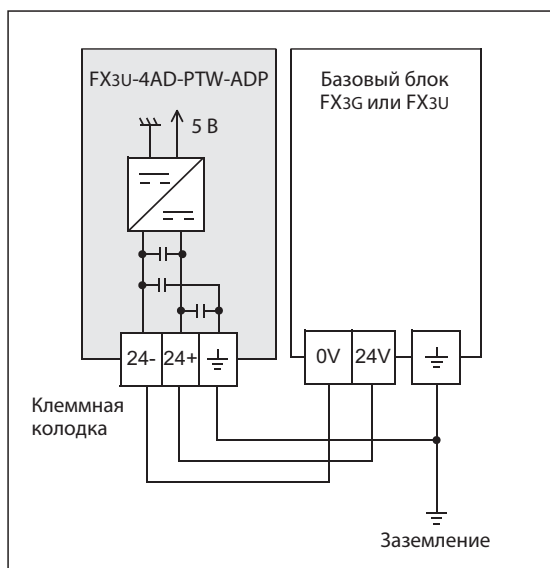 FX3U-4AD-PTW-ADP
5 В
Базовый блок
FX3G или FX3U
24- 24+
0V 24V
Клеммная
колодка
Заземление